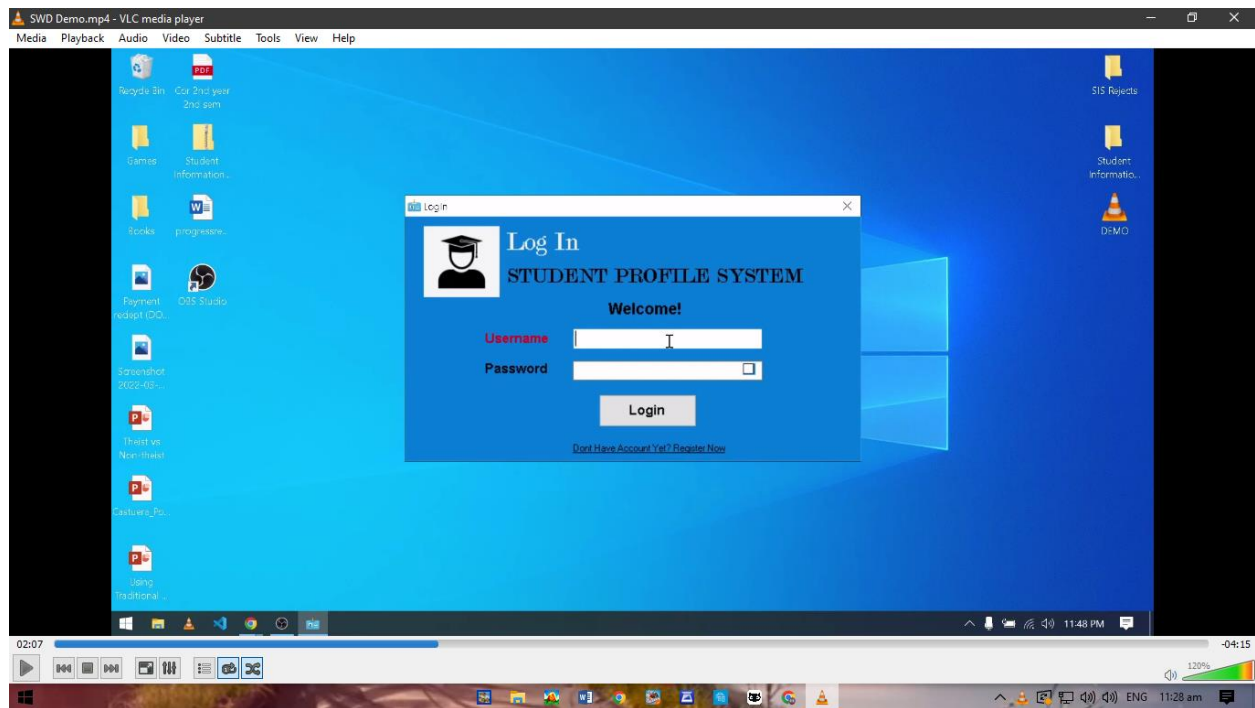 SWD Demo.mp4 - VLC media player
Media Playback Audio Video Subtitle Tools View Help
Recycle Bin
Cor 2nd year
2nd sem
SIS Rejects
Games
Student
Information..
Student
Informatio...
Books
progressre...
DEMO
Payment
OBS Studio
Screenshot
2022-03-...
Theist vs
Non-theist
Using
Traditional ..
Login
Log In
STUDENT PROFILE SYSTEM
Welcome!
Username
Password
Login
Dont Have Account Yet? Register Now
11:48 PM
02:07
-04:15
120%
ENG 11:28 am